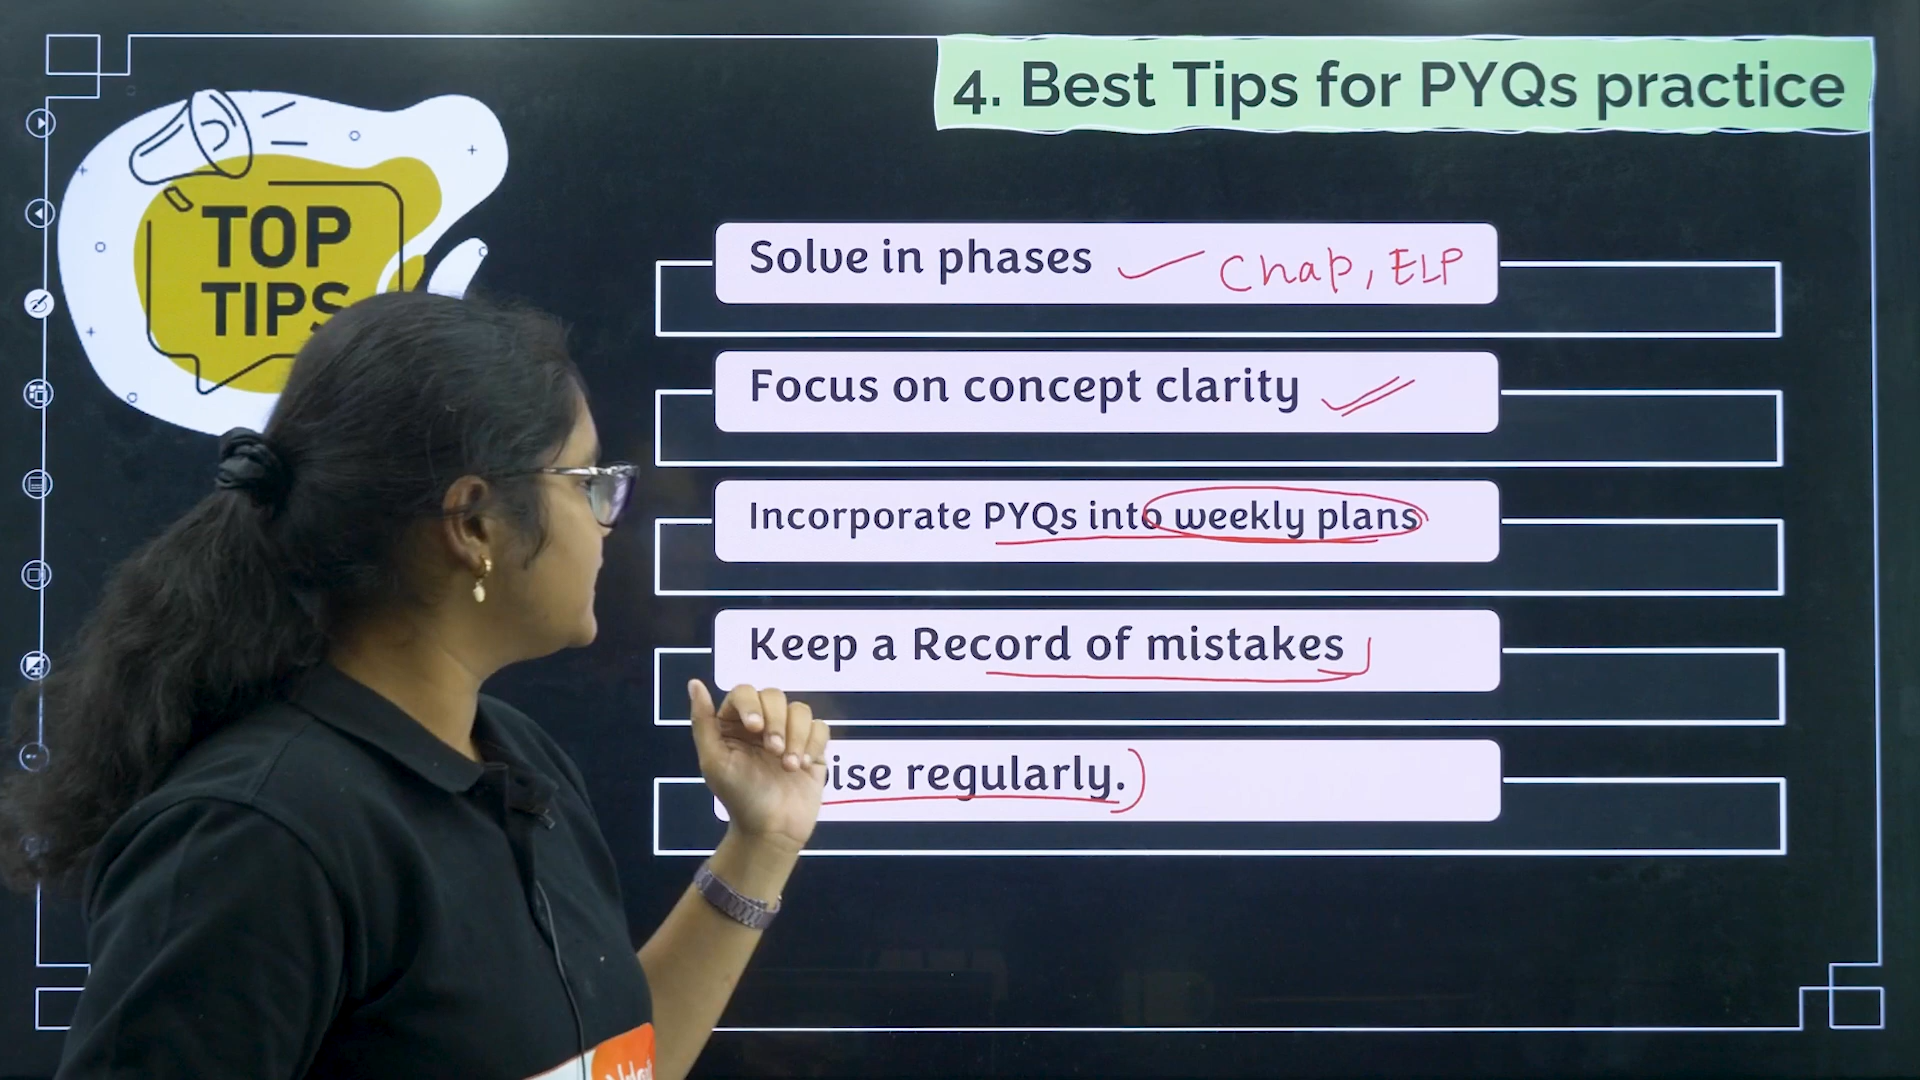 4. Best Tips for PYQs practice
TOP
TIPS
Solve in phases Chap, ELP
Focus on concept clarity
Incorporate PYQs into weekly plans
Keep a Record of mistakes
regularly.